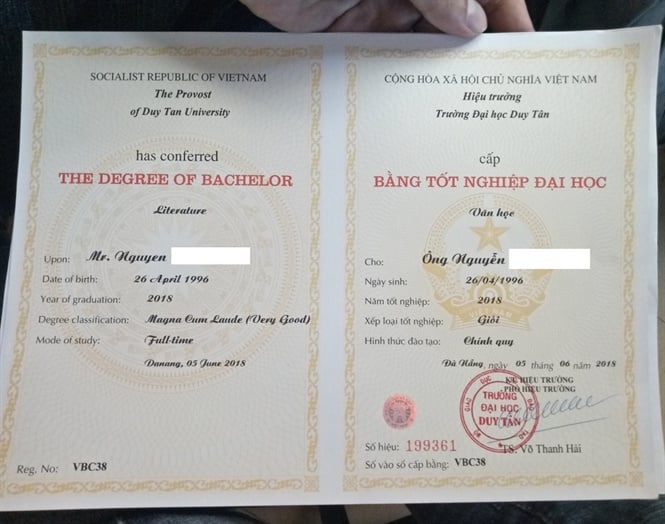 SOCIALIST REPUBLIC OF VIETNAM
The Provost
of Duy Tan University
has conferred
THE DEGREE OF BACHELOR
Literature
Upon: Mr. Nguyen
Date of birth: 26 April 1996
Year of graduation: 2018
Degree classification: Magna Cum Laude (Very Good)
Mode of study: Full-time
Danang, 05 June 2018
Reg. No: VBC38
CỘNG HÒA XÃ HỘI CHỦ NGHĨA VIỆT NAM
Hiệu trưởng
Trường Đại học Duy Tân
cấp
BẰNG TỐT NGHIỆP ĐẠI HỌC
Văn học
Cho: Ông Nguyễn
Ngày sinh: 26/04/1996
Năm tốt nghiệp: 2018
Xếp loại tốt nghiệp: Giỏi
Hình thức đào tạo: Chính quy
Đà Nẵng, ngày 05 tháng 06 năm 2018
HIỆU TRƯỞNG
PHÓ HIỆU TRƯỞNG
TRƯỜNG
ĐẠI HỌC
DUY TÂN
TS. Võ Thanh Hải
Số hiệu: 199361
Số vào sổ cấp bằng: VBC38